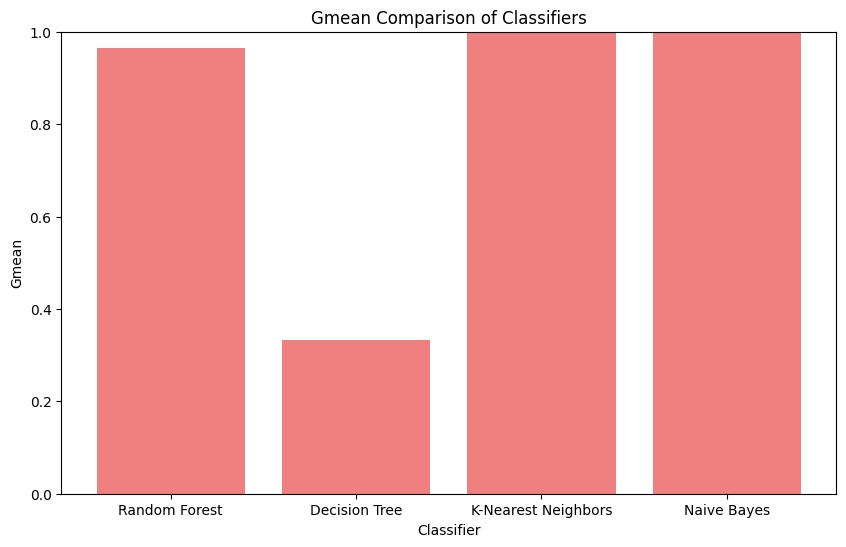 Gmean Comparison of Classifiers
1.0
0.8
0.6
0.4
0.2
0.0
Gmean
Random Forest
Decision Tree
K-Nearest Neighbors
Naive Bayes
Classifier